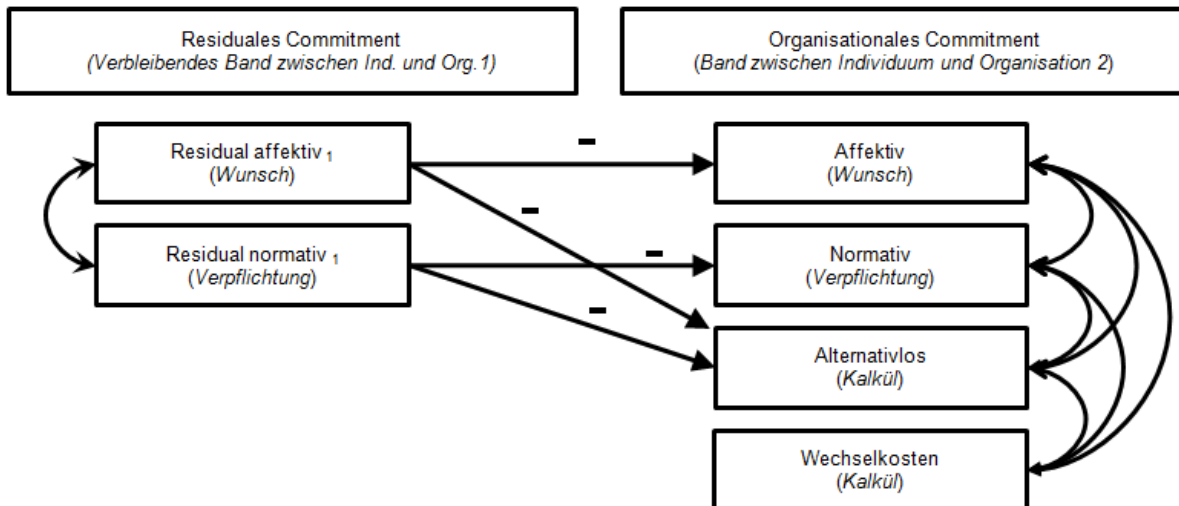 Residuales Commitment
(Verbleibendes Band zwischen Ind. und Org.1)
Organisationales Commitment
(Band zwischen Individuum und Organisation 2)
Residual affektiv 1
(Wunsch)
-
Affektiv
(Wunsch)
-
Residual normativ 1
(Verpflichtung)
-
Normativ
(Verpflichtung)
-
Alternativlos
(Kalkül)
Wechselkosten
(Kalkül)